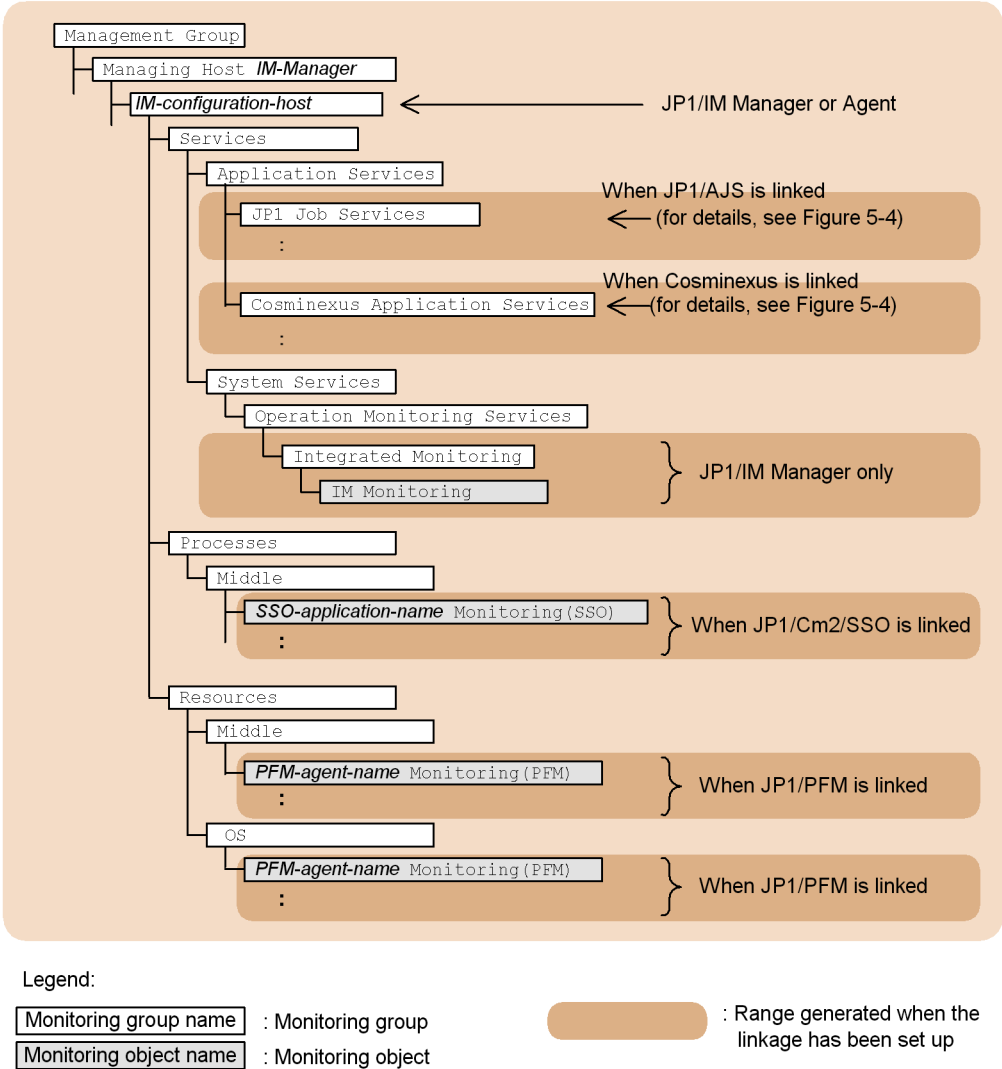 Management Group
Managing Host IM-Manager
IM-configuration-host
JP1/IM Manager or Agent
Services
Application Services
When JP1/AJS is linked
JP1 Job Services
(for details, see Figure 5-4)
:
When Cosminexus is linked
Cosminexus Application Services
(for details, see Figure 5-4)
:
System Services
Operation Monitoring Services
Integrated Monitoring
JP1/IM Manager only
IM Monitoring
Processes
Middle
SSO-application-name Monitoring(SSO)
When JP1/Cm2/SSO is linked
:
Resources
Middle
PFM-agent-name Monitoring(PFM)
When JP1/PFM is linked
:
OS
PFM-agent-name Monitoring(PFM)
When JP1/PFM is linked
:
Legend:
Monitoring group name : Monitoring group
Monitoring object name : Monitoring object
: Range generated when the
linkage has been set up